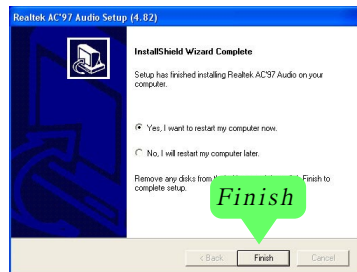 Realtek AC'97 Audio Setup (4.82)
InstallShield Wizard Complete
Setup has finished installing Realtek AC'97 Audio on your
computer.
Yes, I want to restart my computer now.
No, I will restart my computer later.
Remove any disks from Finish to
complete setup.
Finish
< Back Finish Cancel